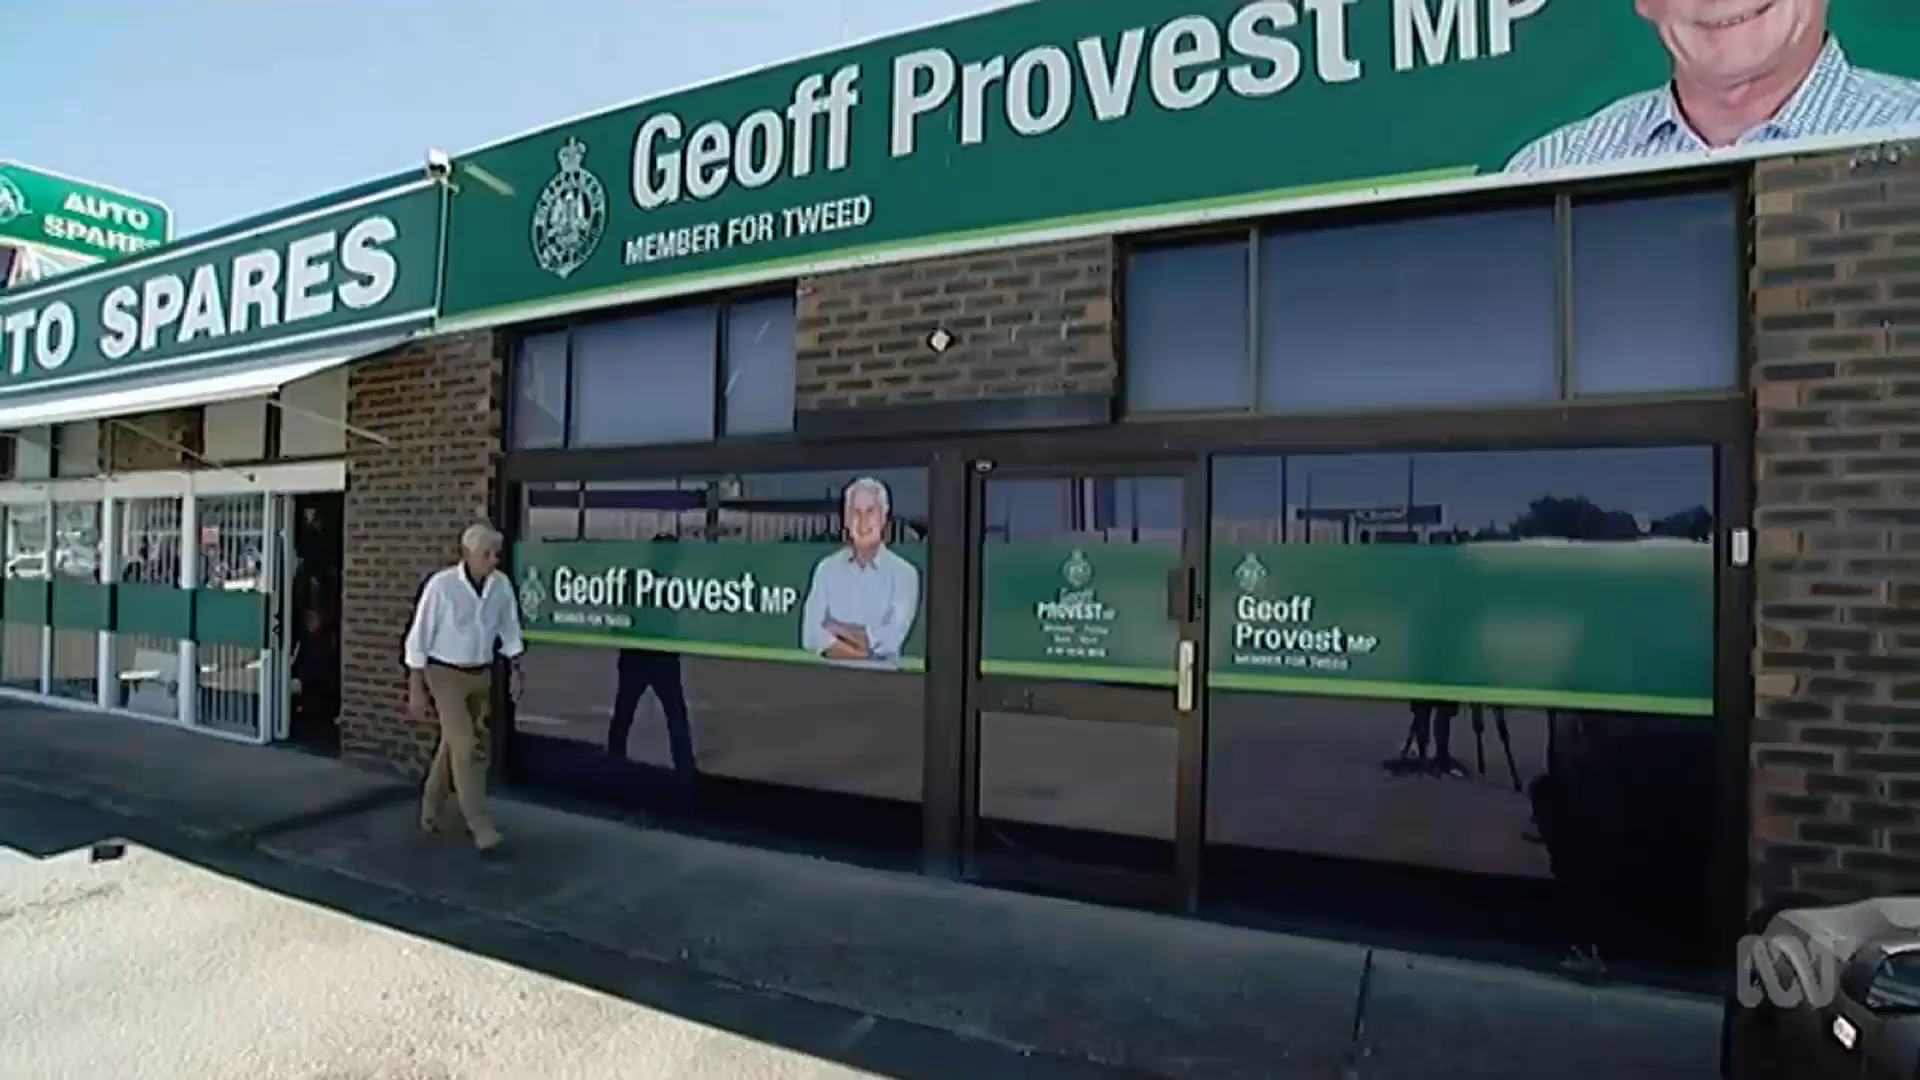 AUTO
SPARES
TO SPARES
Geoff Provest MP
MEMBER FOR TWEED
Geoff Provest MP
MEMBER FOR TWEED
Geoff
PROVEST MP
Geoff
Provest MP
MEMBER FOR TWEED